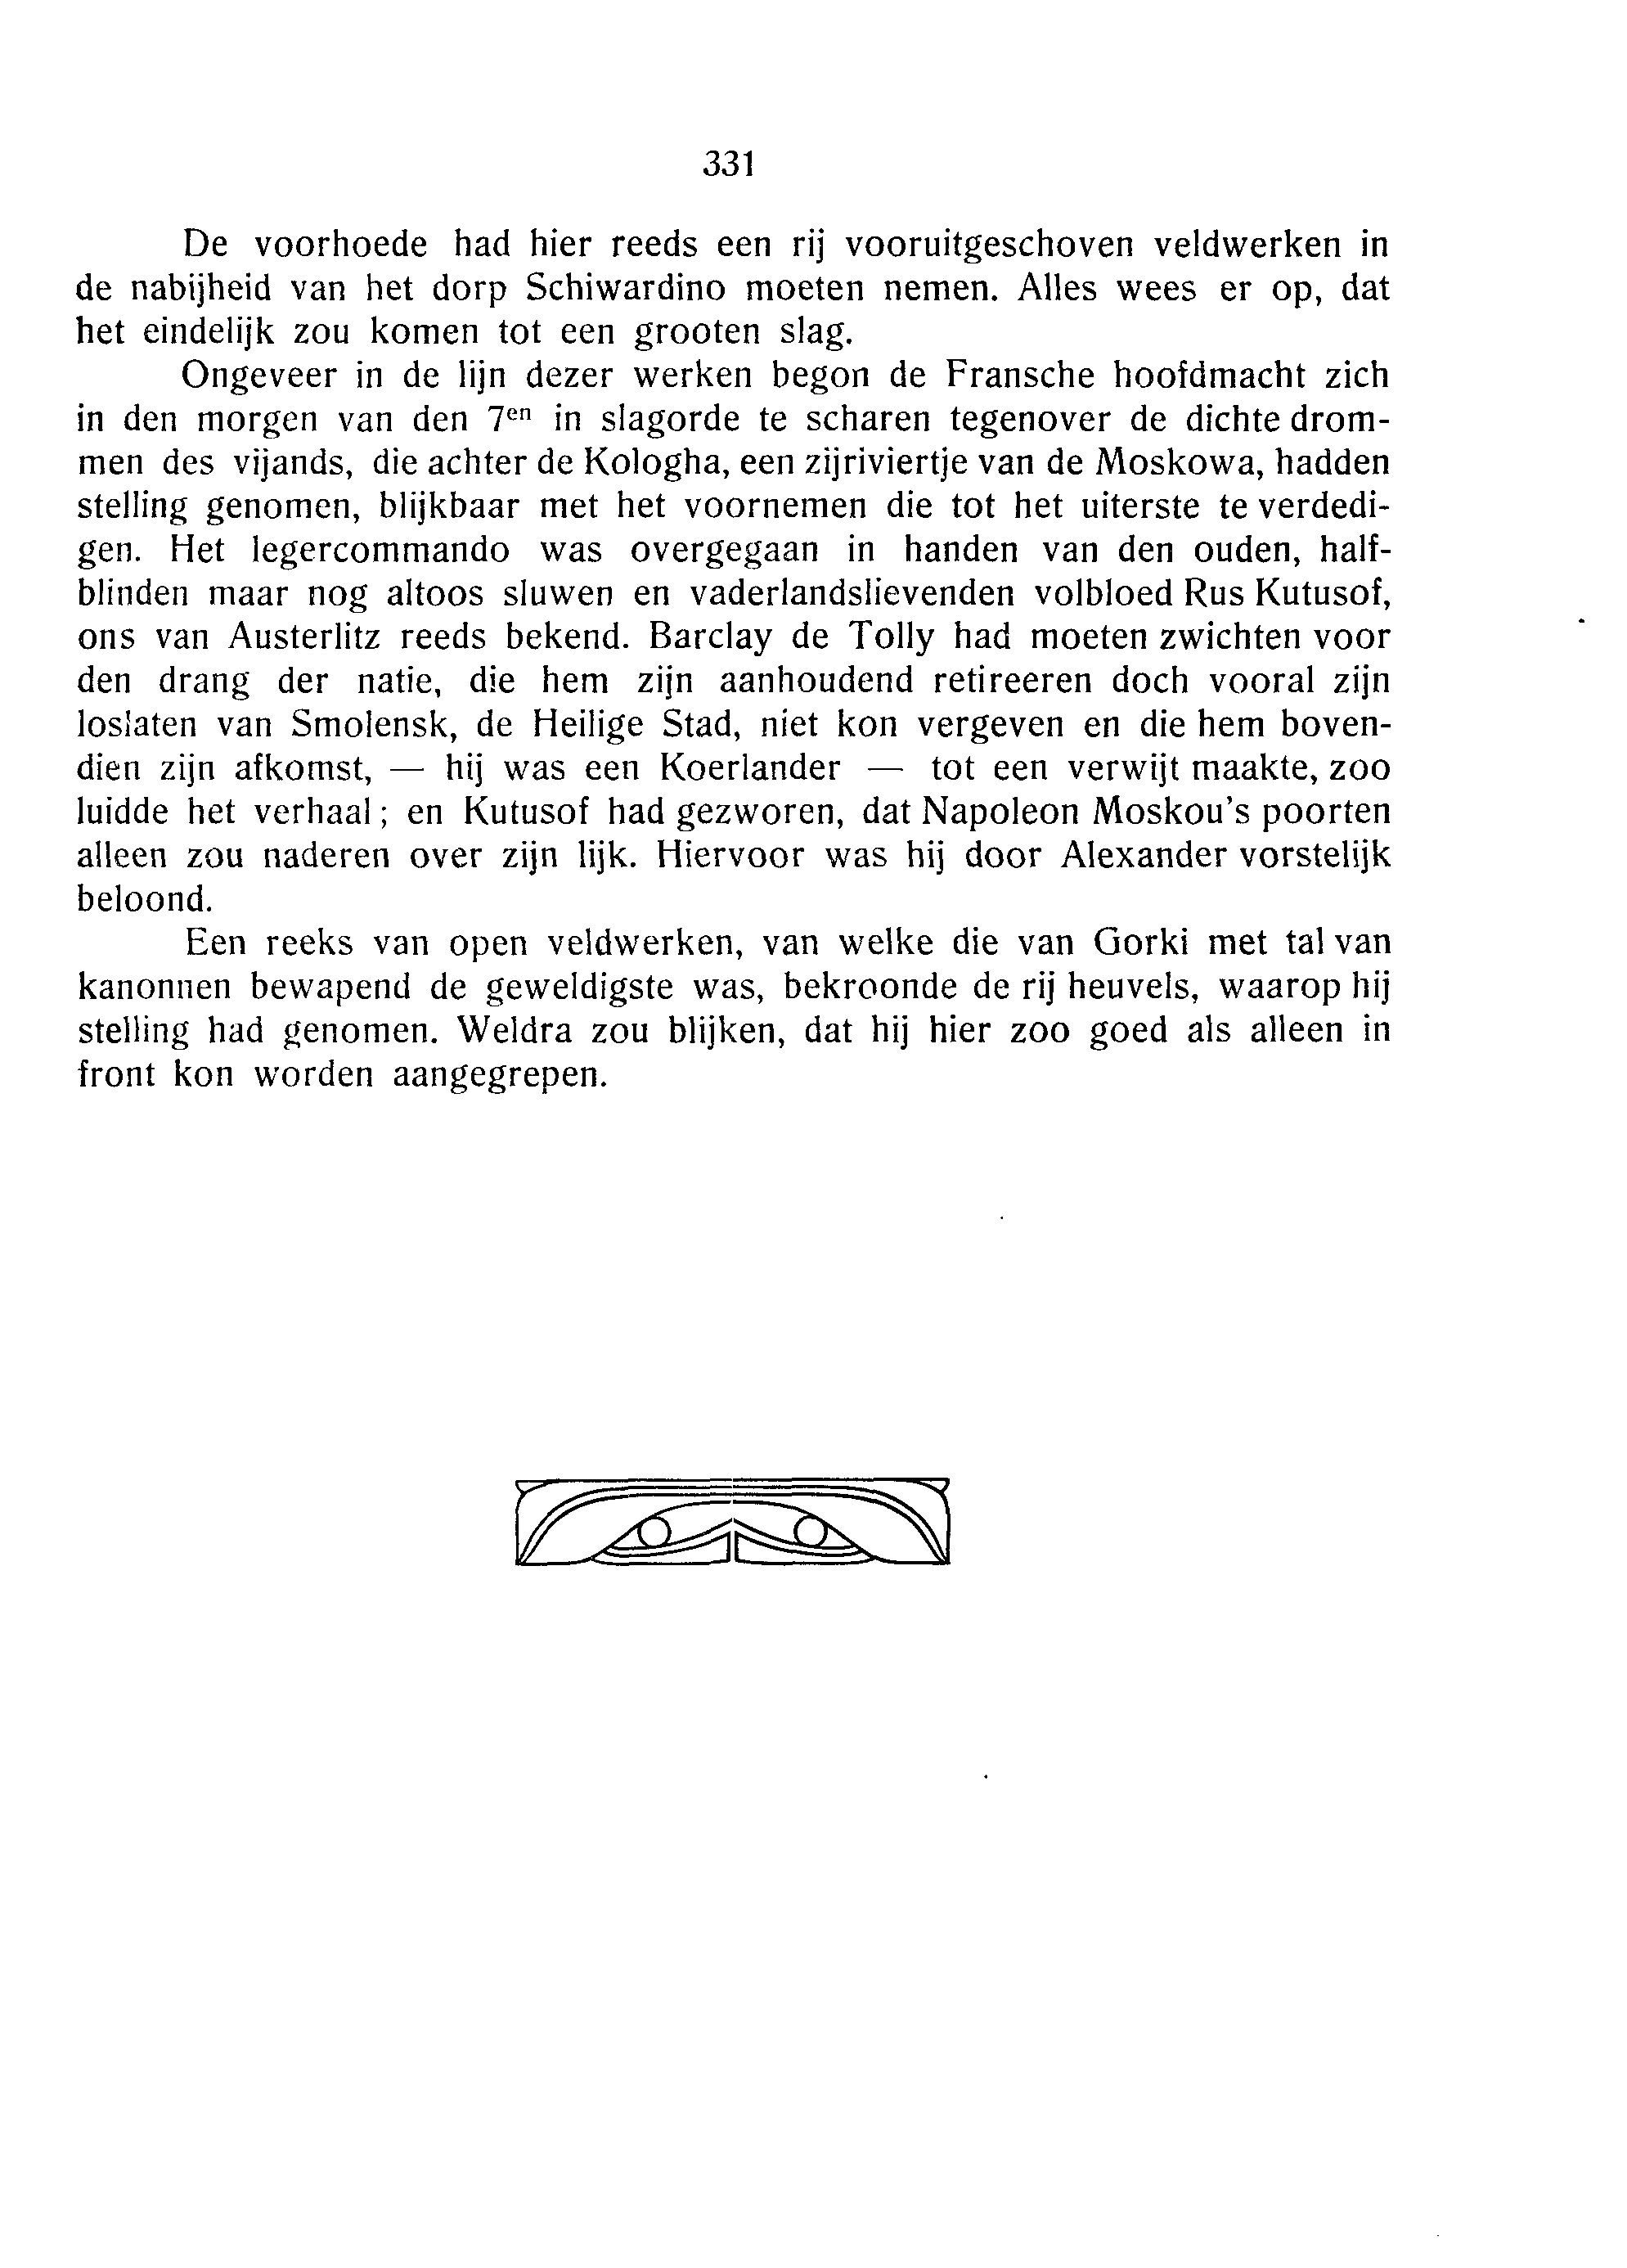 331
De voorhoede had hier reeds een rij vooruitgeschoven veldwerken in
de nabijheid van het dorp Schiwardino moeten nemen. Alles wees er op, dat
het eindelijk zou komen tot een grooten slag.
Ongeveer in de lijn dezer werken begon de Fransche hoofdmacht zich
in den morgen van den 7en in slagorde te scharen tegenover de dichte drom-
men des vijands, die achter de Kologha, een zijriviertje van de Moskowa, hadden
stelling genomen, blijkbaar met het voornemen die tot het uiterste te verdedi-
gen. Het legercommando was overgegaan in handen van den ouden, half-
blinden maar nog altoos sluwen en vaderlandslievenden volbloed Rus Kutusof,
ons van Austerlitz reeds bekend. Barclay de Tolly had moeten zwichten voor
den drang der natie, die hem zijn aanhoudend retireeren doch vooral zijn
loslaten van Smolensk, de Heilige Stad, niet kon vergeven en die hem boven-
dien zijn afkomst, — hij was een Koerlander — tot een verwijt maakte, zoo
luidde het verhaal; en Kutusof had gezworen, dat Napoleon Moskou's poorten
alleen zou naderen over zijn lijk. Hiervoor was hij door Alexander vorstelijk
beloond.
Een reeks van open veldwerken, van welke die van Gorki met tal van
kanonnen bewapend de geweldigste was, bekroonde de rij heuvels, waarop hij
stelling had genomen. Weldra zou blijken, dat hij hier zoo goed als alleen in
front kon worden aangegrepen.